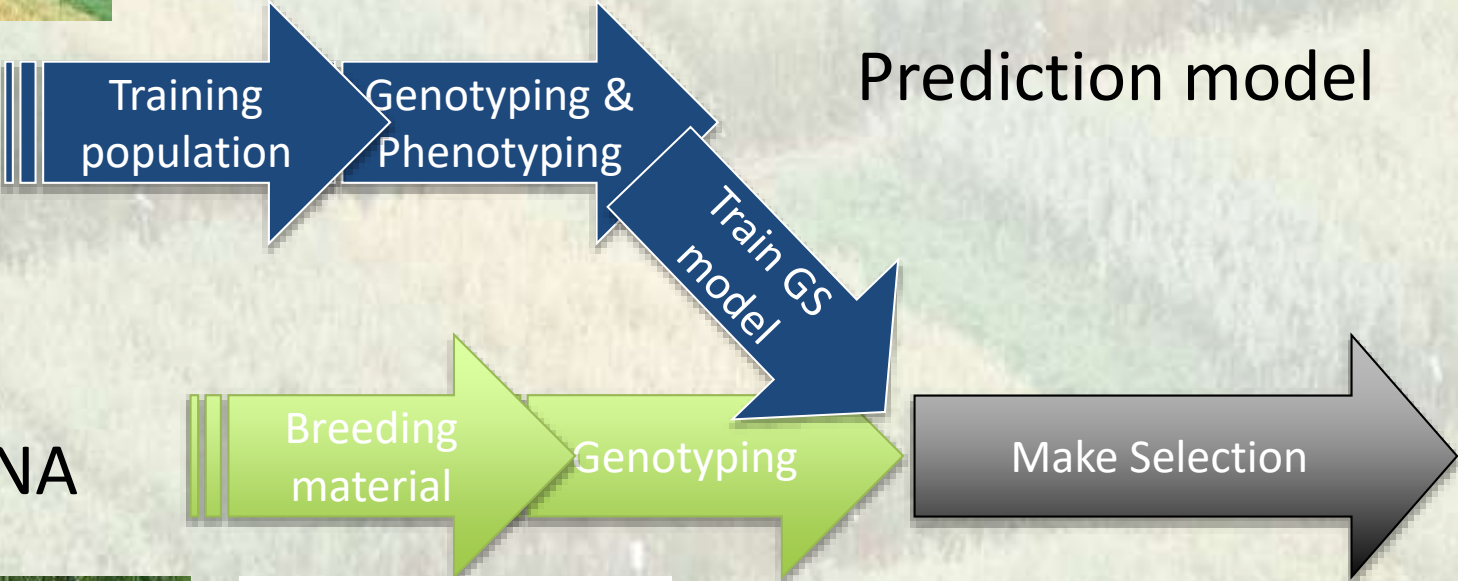 Prediction model
Training
population
Genotyping &
Phenotyping
Train GS
model
NA
Breeding
material
Genotyping
Make Selection